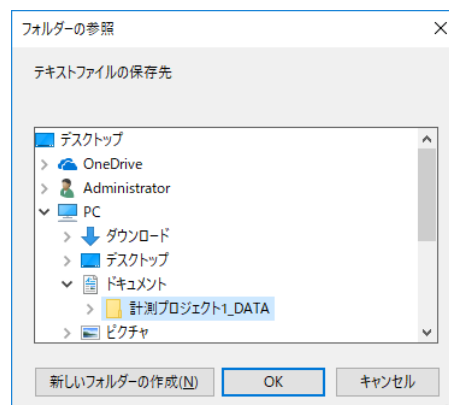 フォルダーの参照
テキストファイルの保存先
デスクトップ
OneDrive
Administrator
PC
ダウンロード
デスクトップ
ドキュメント
計測プロジェクト1_DATA
ピクチャ
新しいフォルダーの作成(N) OK キャンセル